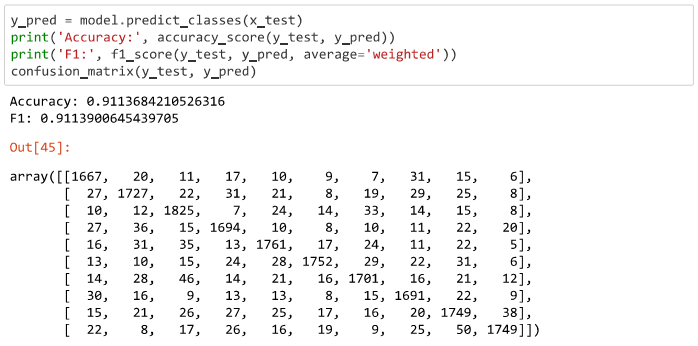 y_pred = model.predict_classes(x_test)
print('Accuracy:', accuracy_score(y_test, y_pred))
print('F1:', f1_score(y_test, y_pred, average='weighted'))
confusion_matrix(y_test, y_pred)
Accuracy: 0.9113684210526316
F1: 0.9113900645439705
Out[45]:
array([[1667, 20, 11, 17, 10, 9, 7, 31, 15, 6],
[ 27, 1727, 22, 31, 21, 8, 19, 29, 25, 8],
[ 10, 12, 1825, 7, 24, 14, 33, 14, 15, 8],
[ 27, 36, 15, 1694, 10, 8, 10, 11, 22, 20],
[ 16, 31, 35, 13, 1761, 17, 24, 11, 22, 5],
[ 13, 10, 15, 24, 28, 1752, 29, 22, 31, 6],
[ 14, 28, 46, 14, 21, 16, 1701, 16, 21, 12],
[ 30, 16, 9, 13, 13, 8, 15, 1691, 22, 9],
[ 15, 21, 26, 27, 25, 17, 16, 20, 1749, 38],
[ 22, 8, 17, 26, 16, 19, 9, 25, 50, 1749]])